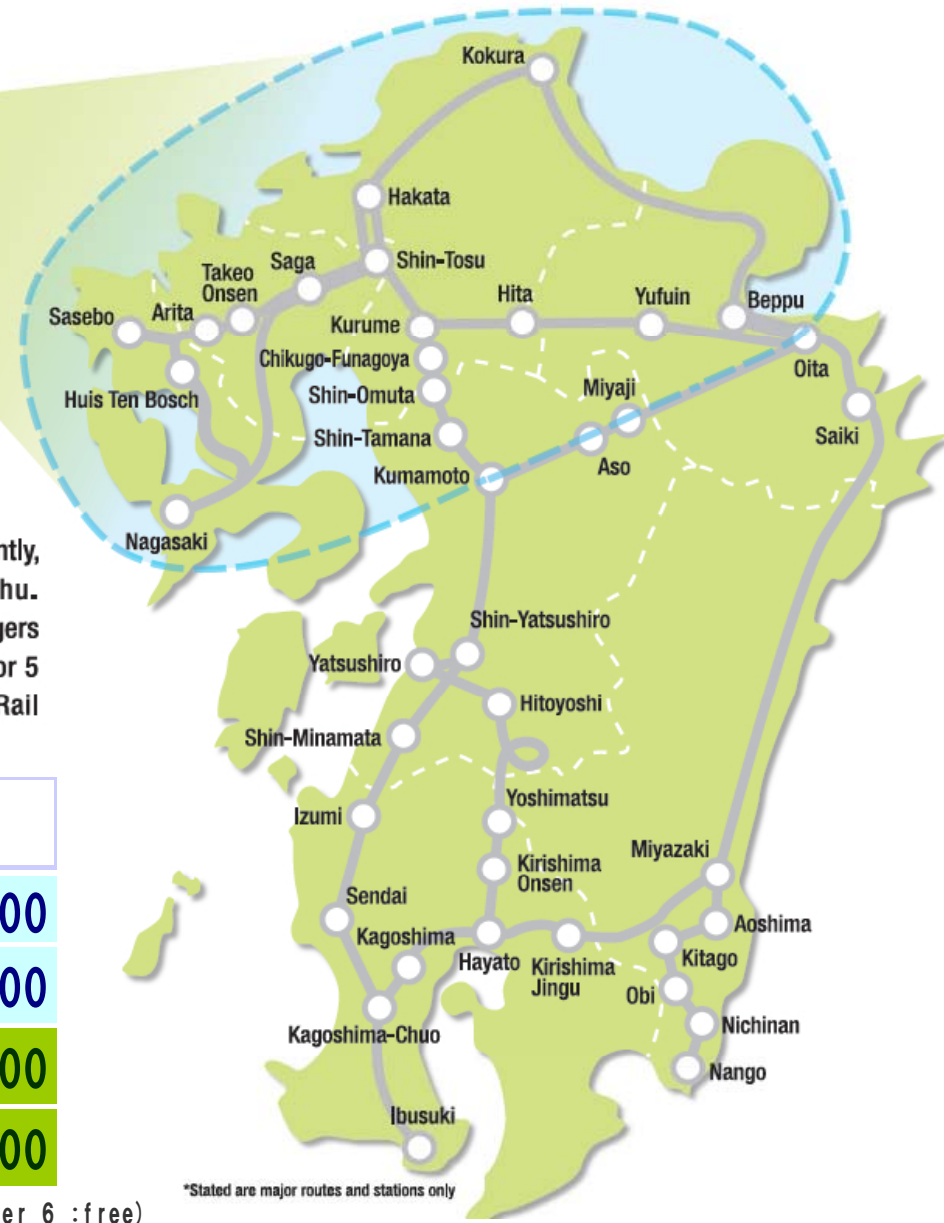 Kokura
Hakata
Shin-Tosu
Saga
Takeo
Onsen
Arita
Sasebo
Huis Ten Bosch
Nagasaki
Kurume
Hita
Yufuin
Beppu
Oita
Chikugo-Funagoya
Shin-Omuta
Shin-Tamana
Kumamoto
Miyaji
Aso
Saiki
ntly,
hu.
gers
or 5
Rail
Shin-Yatsushiro
Yatsushiro
Hitoyoshi
Shin-Minamata
Izumi
Yoshimatsu
Kirishima
Onsen
Miyazaki
Sendai
Kagoshima
Hayato
Kirishima
Jingu
Aoshima
Kitago
Obi
Nichinan
Nango
Kagoshima-Chuo
Ibusuki
00
00
00
00
*Stated are major routes and stations only
er 6 :free)